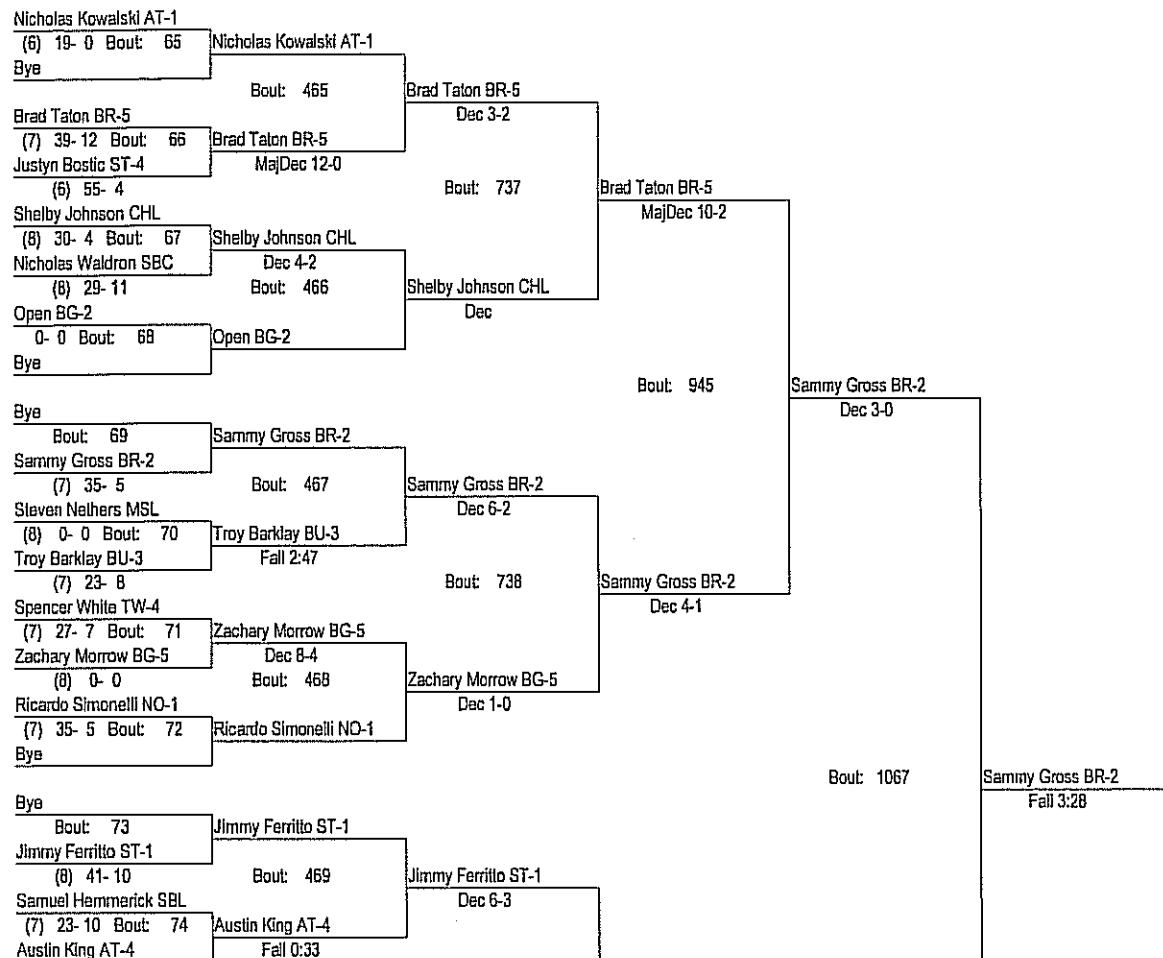 Nicholas Kowalski AT-1
(6) 19- 0 Bout: 65
Nicholas Kowalski AT-1
Bye
Bout: 465
Brad Taton BR-5
Dec 3-2
Brad Taton BR-5
(7) 39- 12 Bout: 66
Brad Taton BR-5
Justyn Bostic ST-4
MajDec 12-0
(6) 55- 4
Bout: 737
Brad Taton BR-5
MajDec 10-2
Shelby Johnson CHL
(8) 30- 4 Bout: 67
Shelby Johnson CHL
Nicholas Waldron SBC
Dec 4-2
(8) 29- 11
Bout: 466
Shelby Johnson CHL
Dec
Open BG-2
0- 0 Bout: 68
Open BG-2
Bye
Bout: 945
Sammy Gross BR-2
Dec 3-0
Bye
Bout: 69
Sammy Gross BR-2
Sammy Gross BR-2
(7) 35- 5
Bout: 467
Sammy Gross BR-2
Dec 6-2
Steven Nethers MSL
(8) 0- 0 Bout: 70
Troy Barklay BU-3
Troy Barklay BU-3
Fall 2:47
(7) 23- 8
Bout: 738
Sammy Gross BR-2
Dec 4-1
Spencer White TW-4
(7) 27- 7 Bout: 71
Zachary Morrow BG-5
Zachary Morrow BG-5
Dec 8-4
(8) 0- 0
Bout: 468
Zachary Morrow BG-5
Dec 1-0
Ricardo Simonelli NO-1
(7) 35- 5 Bout: 72
Ricardo Simonelli NO-1
Bye
Bout: 1067
Sammy Gross BR-2
Fall 3:28
Bye
Bout: 73
Jimmy Ferritto ST-1
Jimmy Ferritto ST-1
(8) 41- 10
Bout: 469
Jimmy Ferritto ST-1
Dec 6-3
Samuel Hemmerick SBL
(7) 23- 10 Bout: 74
Austin King AT-4
Austin King AT-4
Fall 0:33